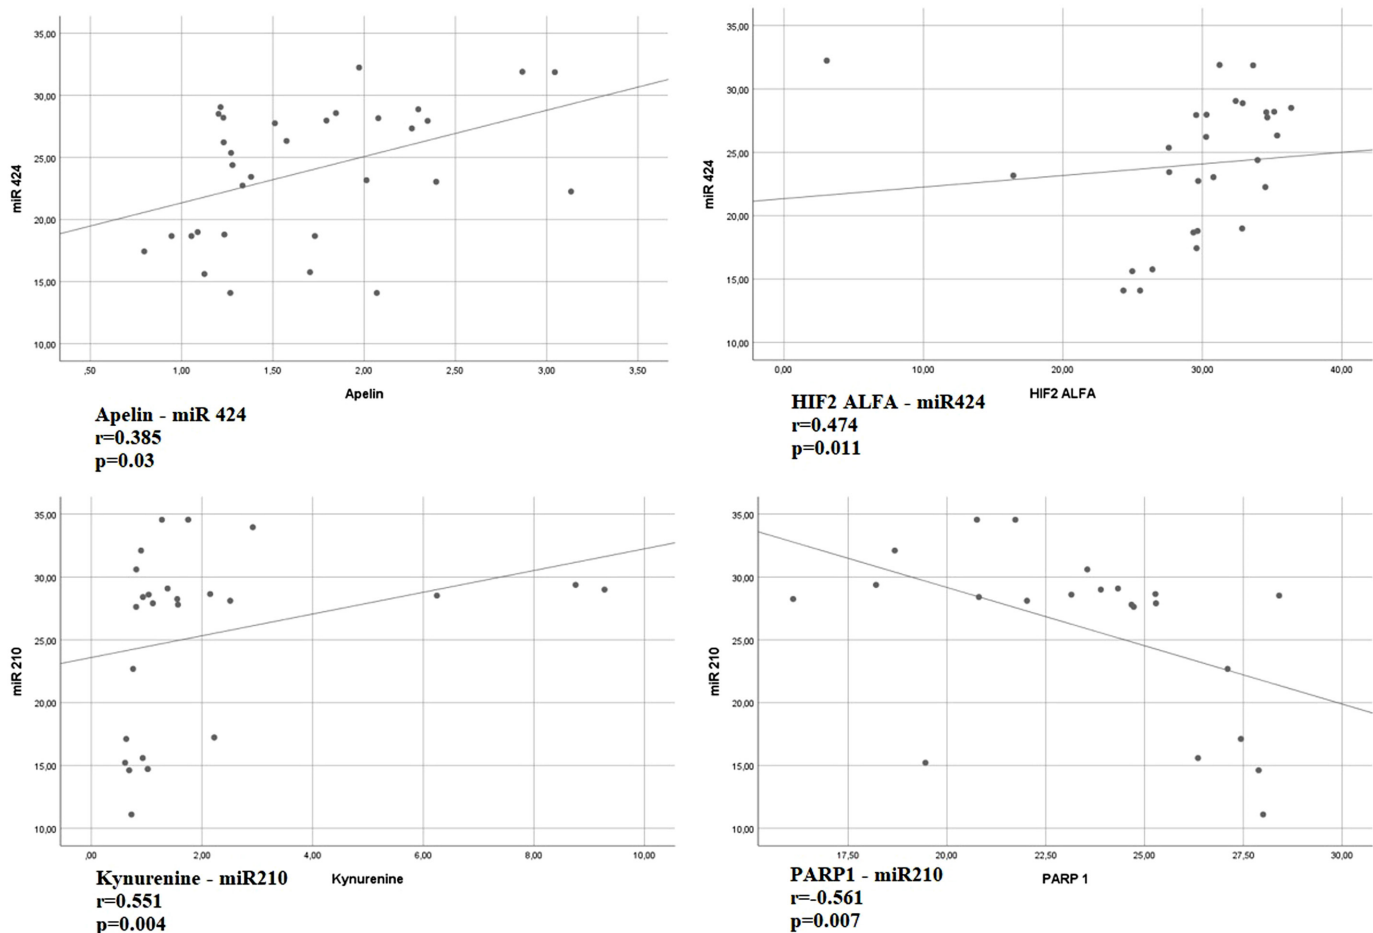 35,00
30,00
25,00
20,00
15,00
10,00
miR 424
,50 1,00 1,50 2,00 2,50 3,00 3,50
Apelin
Apelin - miR 424
r=0.385
p=0.03
35,00
30,00
25,00
20,00
15,00
10,00
miR 424
0,00 10,00 20,00 30,00 40,00
HIF2 ALFA
HIF2 ALFA - miR424
r=0.474
p=0.011
35,00
30,00
25,00
20,00
15,00
10,00
miR 210
,00 2,00 4,00 6,00 8,00 10,00
Kynurenine
Kynurenine - miR210
r=0.551
p=0.004
35,00
30,00
25,00
20,00
15,00
10,00
miR 210
17,50 20,00 22,50 25,00 27,50 30,00
PARP 1
PARP1 - miR210
r=-0.561
p=0.007